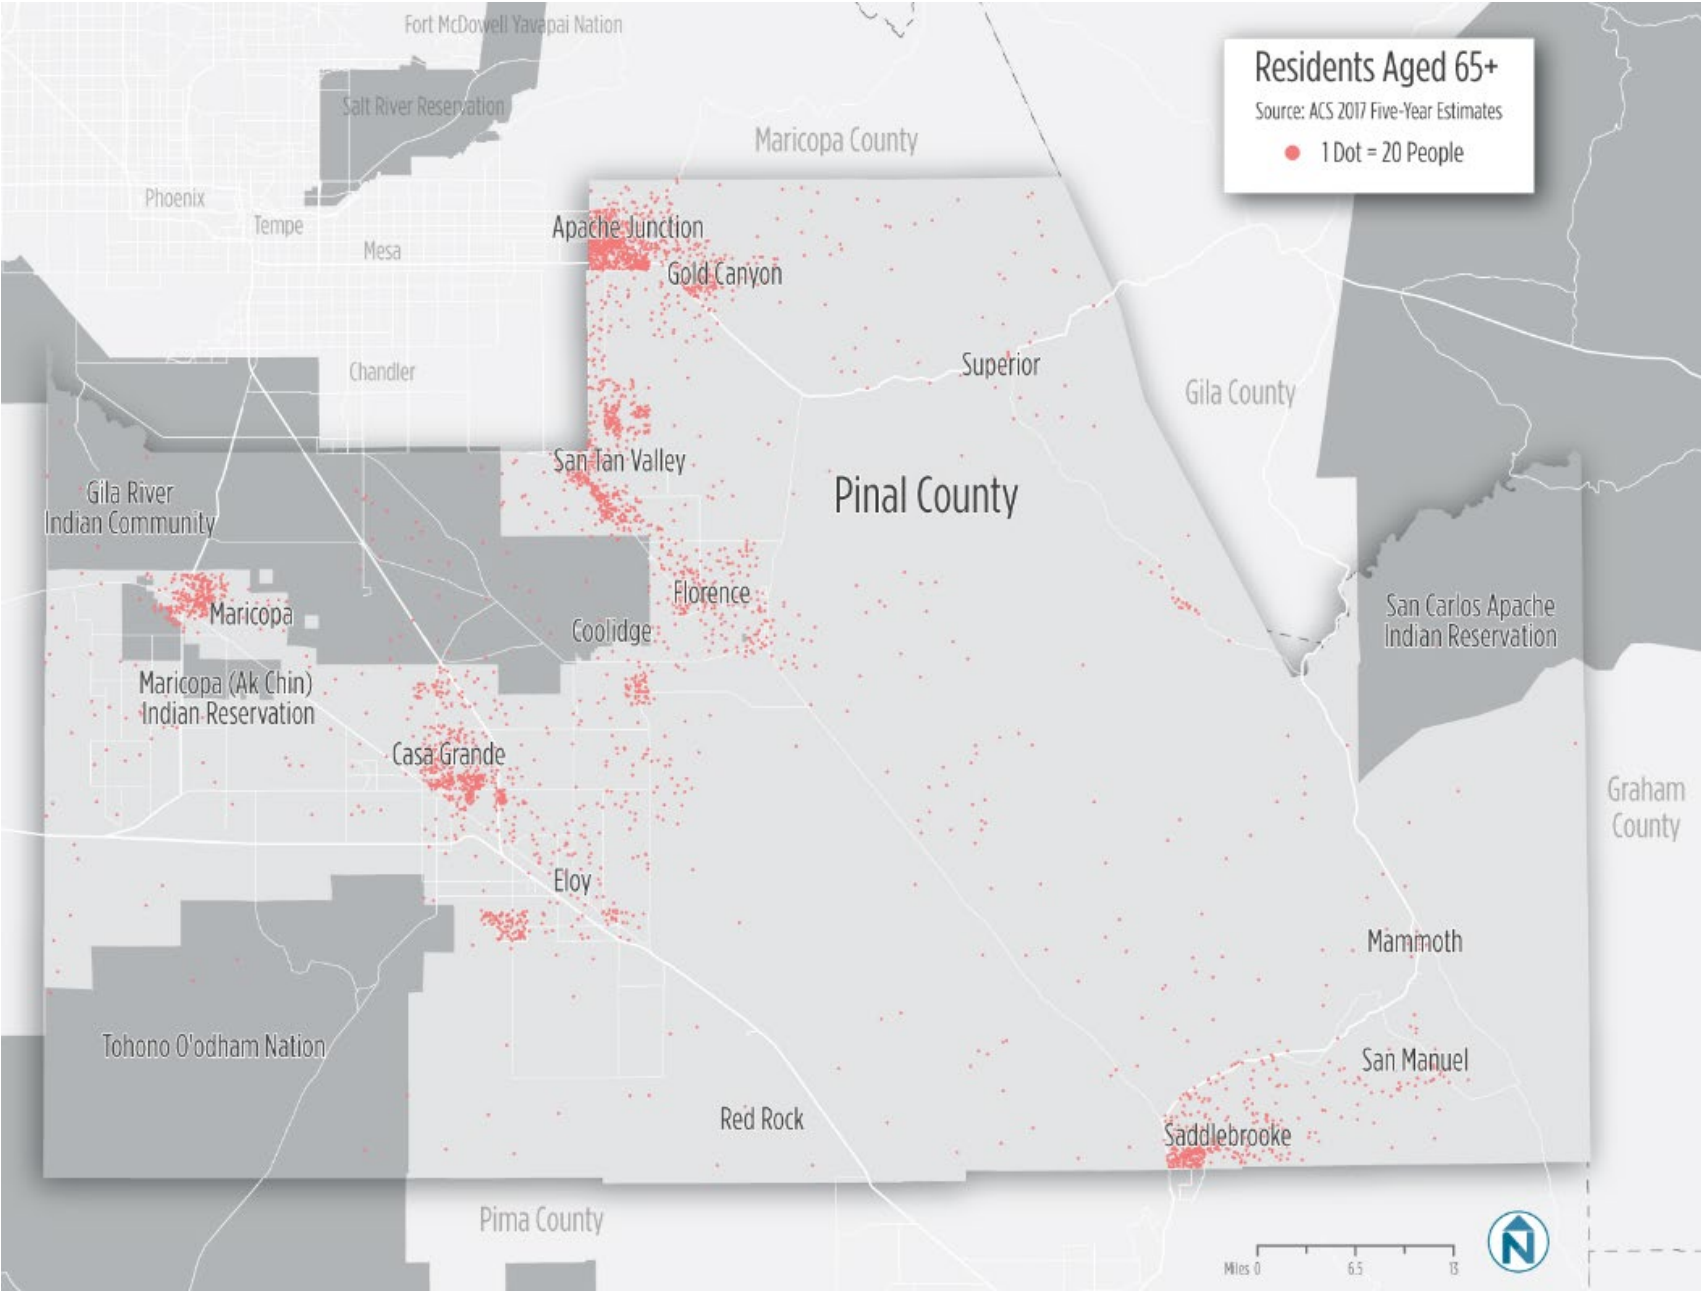 Fort McDowell Yavapai Nation
Residents Aged 65+
Source: ACS 2017 Five-Year Estimates
1 Dot = 20 People
Salt River Reservation
Maricopa County
Phoenix
Tempe
Mesa
Apache Junction
Gold Canyon
Chandler
Superior
Gila County
San Tan Valley
Pinal County
Gila River
Indian Community
Florence
Maricopa
Coolidge
San Carlos Apache
Indian Reservation
Maricopa (Ak Chin)
Indian Reservation
Casa Grande
Graham
County
Eloy
Mammoth
Tohono O'odham Nation
San Manuel
Red Rock
Saddlebrooke
Pima County
N
Miles 0 6.5 13